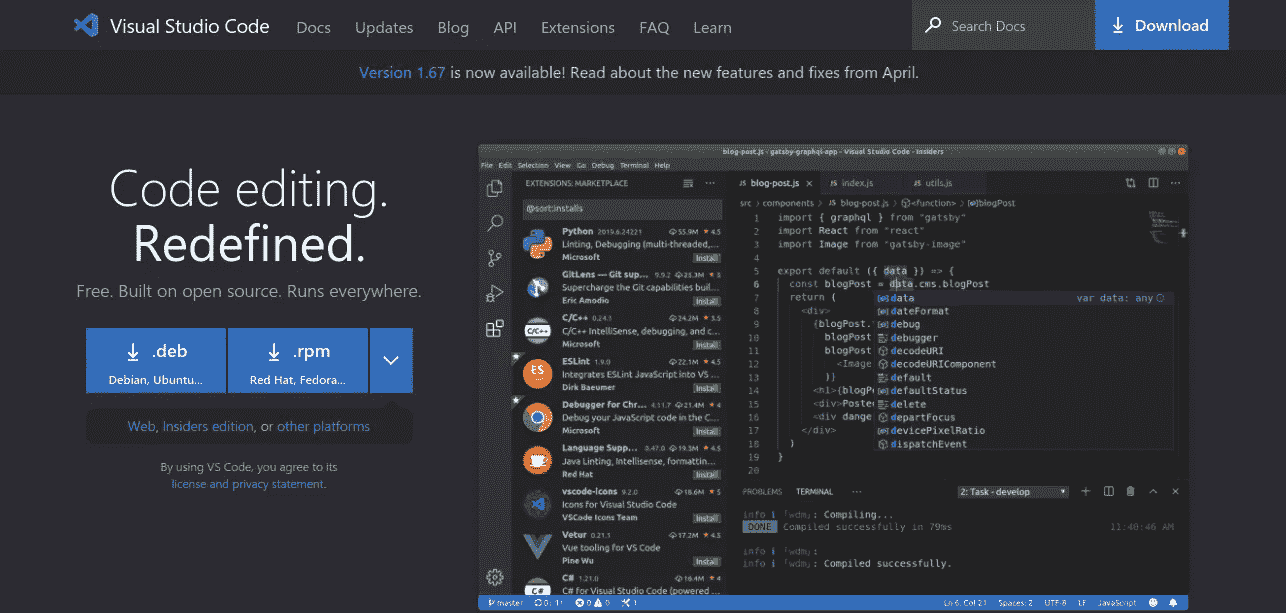 Visual Studio Code Docs Updates Blog API Extensions FAQ Learn Search Docs Download
Version 1.67 is now available! Read about the new features and fixes from April.
Code editing.
Redefined.
Free. Built on open source. Runs everywhere.
.deb
Debian, Ubuntu...
.rpm
Red Hat, Fedora...
Web, Insiders edition, or other platforms
By using VS Code, you agree to its
license and privacy statement.
blog-post.js - gatsby-graphql-app - Visual Studio Code - Insiders
File Edit Selection View Go Debug Terminal Help
EXTENSIONS: MARKETPLACE
@sort:installs
Python 2019.6.24221 55.9M ★ 4.5
Linting, Debugging (multi-threaded,...
Microsoft Install
GitLens — Git sup... 9.9.2 23.3M ★ 5
Supercharge the Git capabilities buil...
Eric Amodio Install
C/C++ 0.24.1 24.2M ★ 3.5
C/C++ IntelliSense, debugging, and c...
Microsoft Install
ESLint 1.9.0 22.1M ★ 4.5
Integrates ESLint JavaScript into VS ...
Dirk Baeumer Install
Debugger for Chr... 4.11.7 21.4M ★ 4
Debug your JavaScript code in the C...
Microsoft Install
Language Supp... 0.47.0 19.3M ★ 4.5
Java Linting, Intellisense, formattin...
Red Hat Install
vscode-icons 9.2.0 18.6M ★ 5
Icons for Visual Studio Code
VSCode Icons Team Install
Vetur 0.21.1 17.2M ★ 4.5
Vue tooling for VS Code
Pine Wu Install
C# 1.21.0 16.4M ★ 4
C# for Visual Studio Code (powered ...
JS blog-post.js × JS index.js JS utils.js
src › components › JS blog-post.js › <function> › blogPost
1 import { graphql } from "gatsby"
2 import React from "react"
3 import Image from "gatsby-image"
4
5 export default ({ data }) => {
6 const blogPost = data.cms.blogPost
7 return (
8 <div>
9 {blogPost.
10 blogPost
11 blogPost
12 <Image
13 )}
14 <h1>{blogP
15 <div>Poste
16 <div dange
17 </div>
18 )
19 }
20
data var data: any
dateFormat
debug
debugger
decodeURI
decodeURIComponent
default
defaultStatus
delete
departFocus
devicePixelRatio
dispatchEvent
PROBLEMS TERMINAL ... 2: Task - develop
info i ｢wdm｣: Compiling...
DONE Compiled successfully in 79ms 11:40:46 AM
info i ｢wdm｣:
info i ｢wdm｣: Compiled successfully.
master 0↓ 1↑ 0 0 1 Ln 6, Col 21 Spaces: 2 UTF-8 LF JavaScript